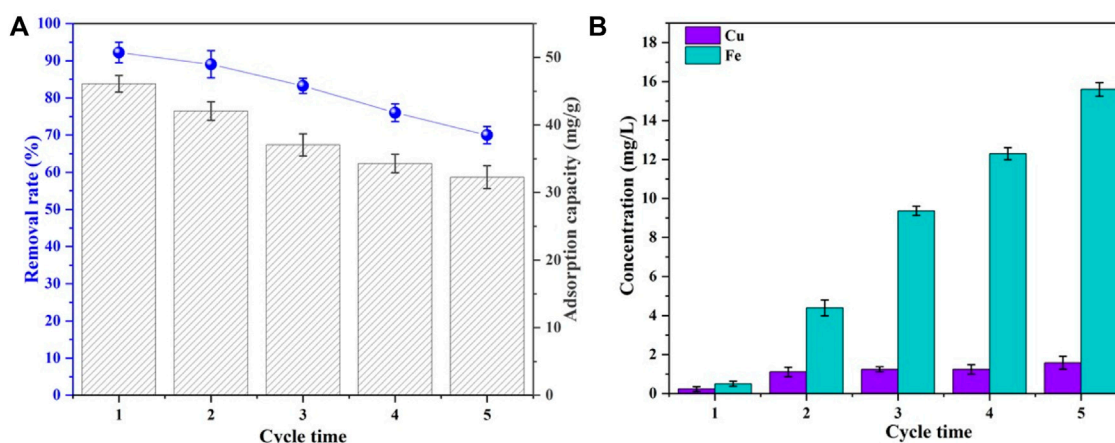 A
Removal rate (%)
100
90
80
70
60
50
40
30
20
10
0
1 2 3 4 5
Cycle time
50
40
30
20
10
0
Adsorption capacity (mg/g)
B
Concentration (mg/L)
18
16
14
12
10
8
6
4
2
0
Cu
Fe
1 2 3 4 5
Cycle time